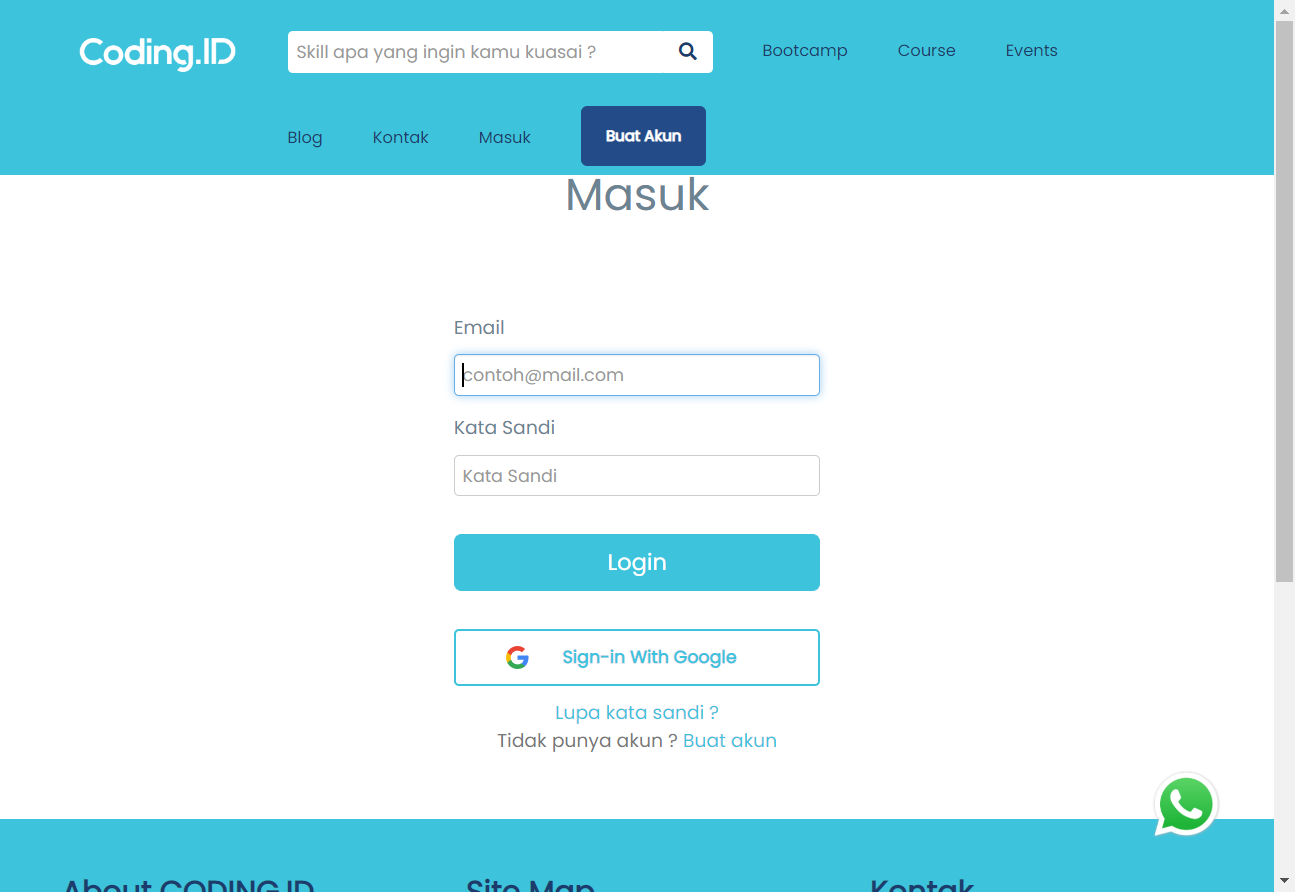 Coding.ID
Skill apa yang ingin kamu kuasai ?
Bootcamp
Course
Events
Blog
Kontak
Masuk
Buat Akun
Masuk
Email
contoh@mail.com
Kata Sandi
Kata Sandi
Login
Sign-in With Google
Lupa kata sandi ?
Tidak punya akun ? Buat akun
About CODING.ID
Site Map
Kontak